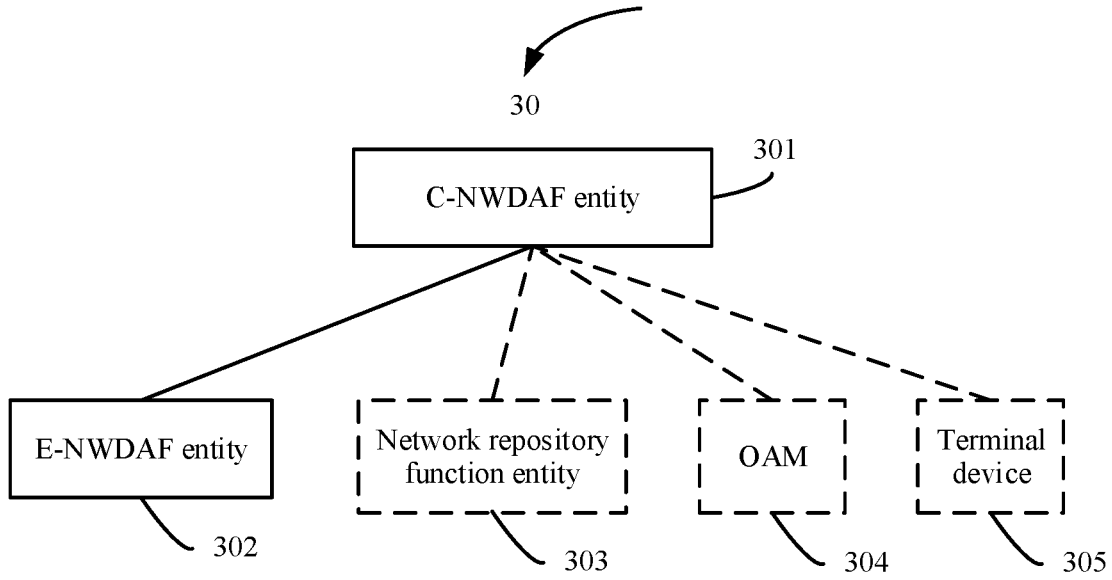 30
301
C-NWDAF entity
E-NWDAF entity
Network repository
function entity
OAM
Terminal
device
302
303
304
305